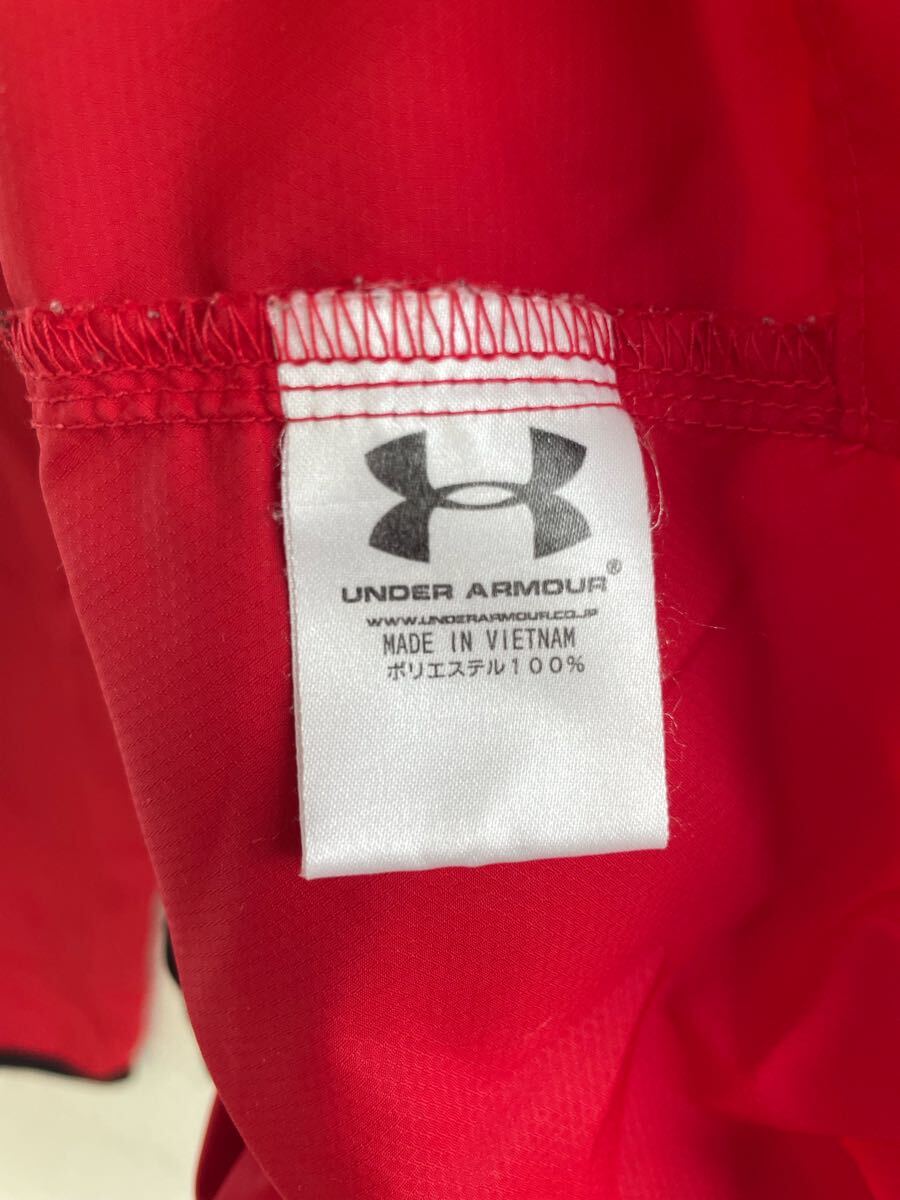 UNDER ARMOUR®
WWW.UNDERARMOUR.CO.JP
MADE IN VIETNAM
ポリエステル100%